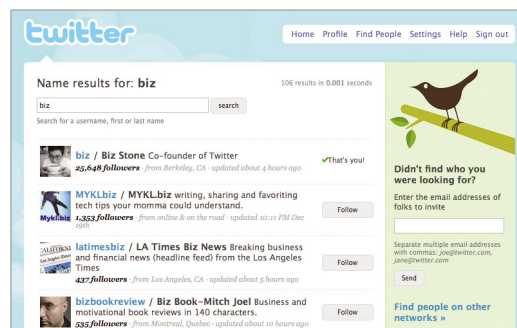 twitter
Home Profile Find People Settings Help Sign out
Name results for: biz
106 results in 0.001 seconds
biz
search
Search for a username, first or last name
biz / Biz Stone Co-founder of Twitter
25,648 followers - from Berkeley, CA - updated about 4 hours ago
That's you!
MYKLbiz / MYKL.biz writing, sharing and favoriting
tech tips your momma could understand.
1,353 followers - from online & on the road - updated 10:11 PM Dec
19th
Follow
Mykl.biz
latimesbiz / LA Times Biz News Breaking business
and financial news (headline feed) from the Los Angeles
Times
437 followers - from Los Angeles, CA - updated about 5 hours ago
Follow
bizbookreview / Biz Book-Mitch Joel Business and
motivational book reviews in 140 characters.
535 followers - from Montreal, Quebec - updated about 10 hours ago
Follow
Didn't find who you
were looking for?
Enter the email addresses of
folks to invite
Separate multiple email addresses
with commas: joe@twitter.com,
jane@twitter.com
Send
Find people on other
networks »